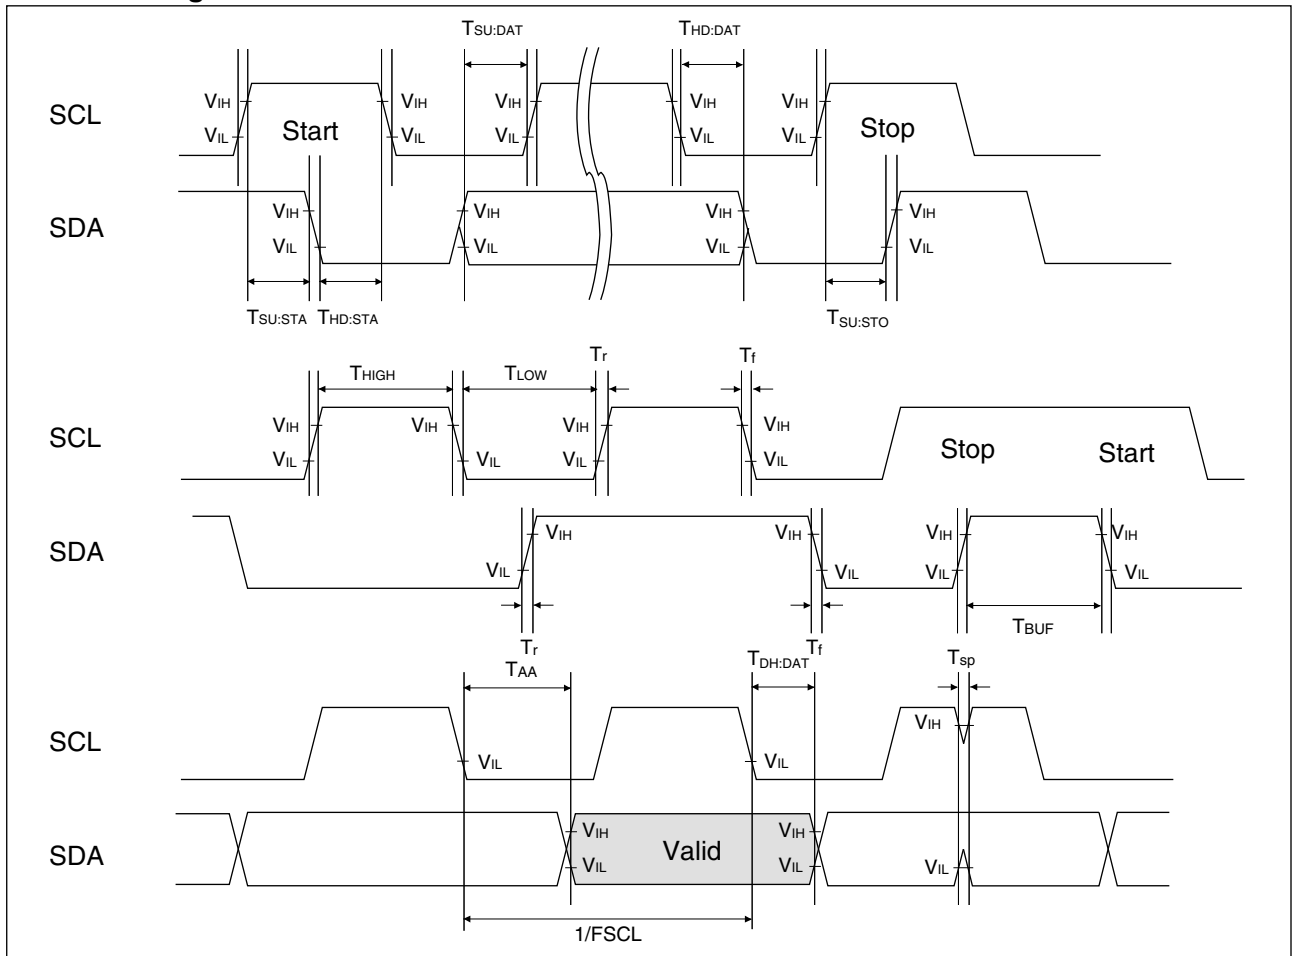 TSU:DAT THD:DAT
SCL VIH VIH VIH VIH VIH
VIL Start VIL VIL VIL VIL Stop
SDA VIH VIH VIH VIH
VIL VIL VIL VIL
TSU:STA THD:STA TSU:STO
THIGH TLOW Tr Tf
SCL VIH VIH VIH VIH
VIL VIL VIL VIL Stop Start
SDA VIH VIH VIH VIH
VIL VIL VIL VIL
Tr Tf TBUF
TAA TDH:DAT Tsp
SCL VIH
VIL VIL
SDA VIH Valid VIH
VIL VIL VIL
1/FSCL